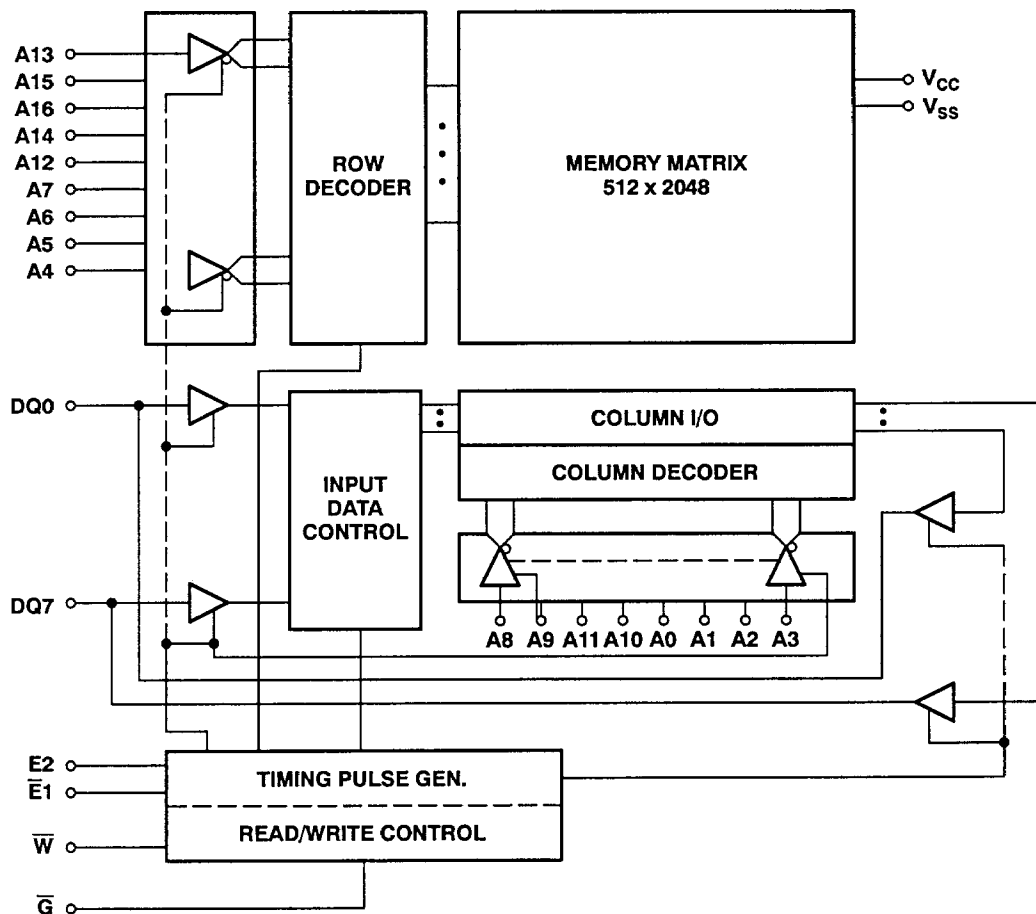 A13
A15
A16
A14
A12
A7
A6
A5
A4
ROW
DECODER
MEMORY MATRIX
512 x 2048
VCC
VSS
DQ0
DQ7
INPUT
DATA
CONTROL
COLUMN I/O
COLUMN DECODER
A8 A9 A11 A10 A0 A1 A2 A3
E2
E̅1
W̅
G̅
TIMING PULSE GEN.
READ/WRITE CONTROL